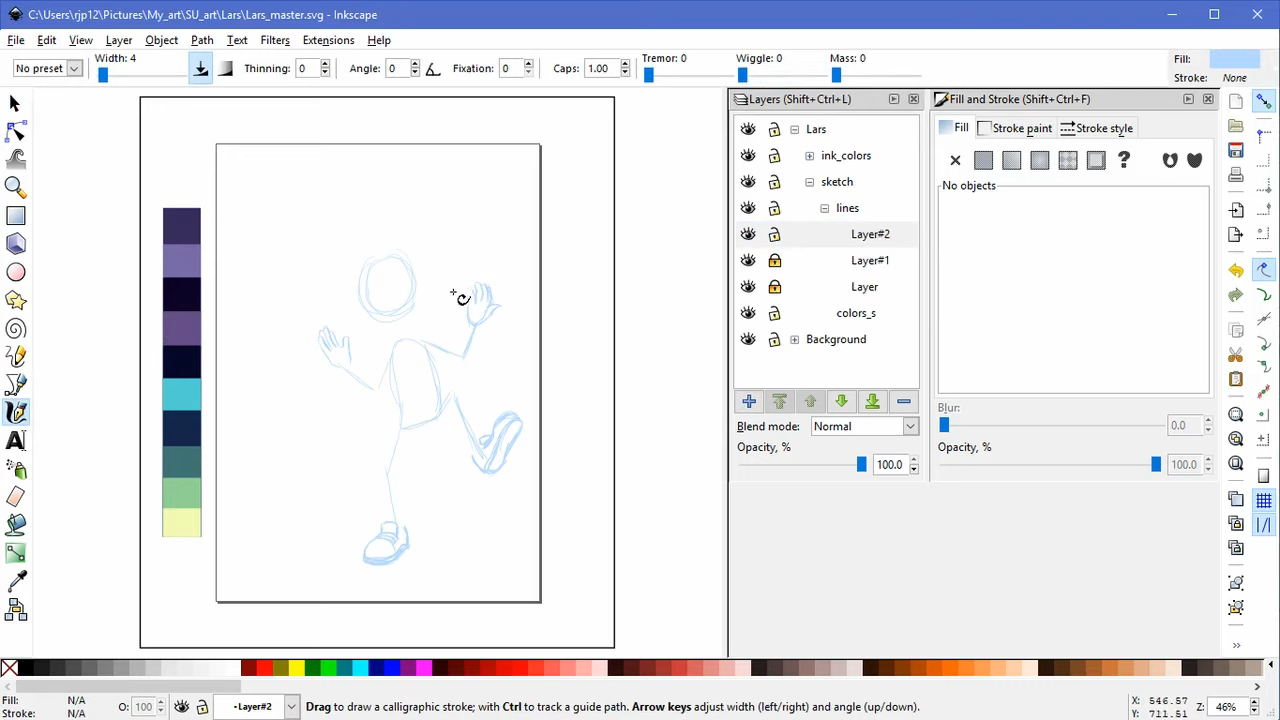 C:\Users\rjp12\Pictures\My_art\SU_art\Lars\Lars_master.svg - Inkscape
File Edit View Layer Object Path Text Filters Extensions Help
No preset Width: 4 Thinning: 0 Angle: 0 Fixation: 0 Caps: 1.00 Tremor: 0 Wiggle: 0 Mass: 0 Fill:
Stroke: None
Layers (Shift+Ctrl+L)
Lars
ink_colors
sketch
lines
Layer#2
Layer#1
Layer
colors_s
Background
Blend mode: Normal
Opacity, % 100.0
Fill and Stroke (Shift+Ctrl+F)
Fill Stroke paint Stroke style
No objects
Blur:
0.0
Opacity, %
100.0
Fill: N/A
Stroke: N/A
O: 100
Layer#2
Drag to draw a calligraphic stroke; with Ctrl to track a guide path. Arrow keys adjust width (left/right) and angle (up/down).
X: 546.57
Y: 711.51
Z: 46%